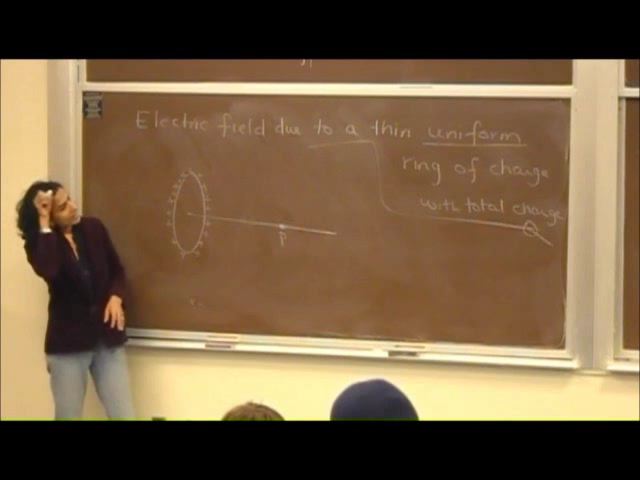 Electric field due to a thin uniform
ring of charge
with total charge
Q
P